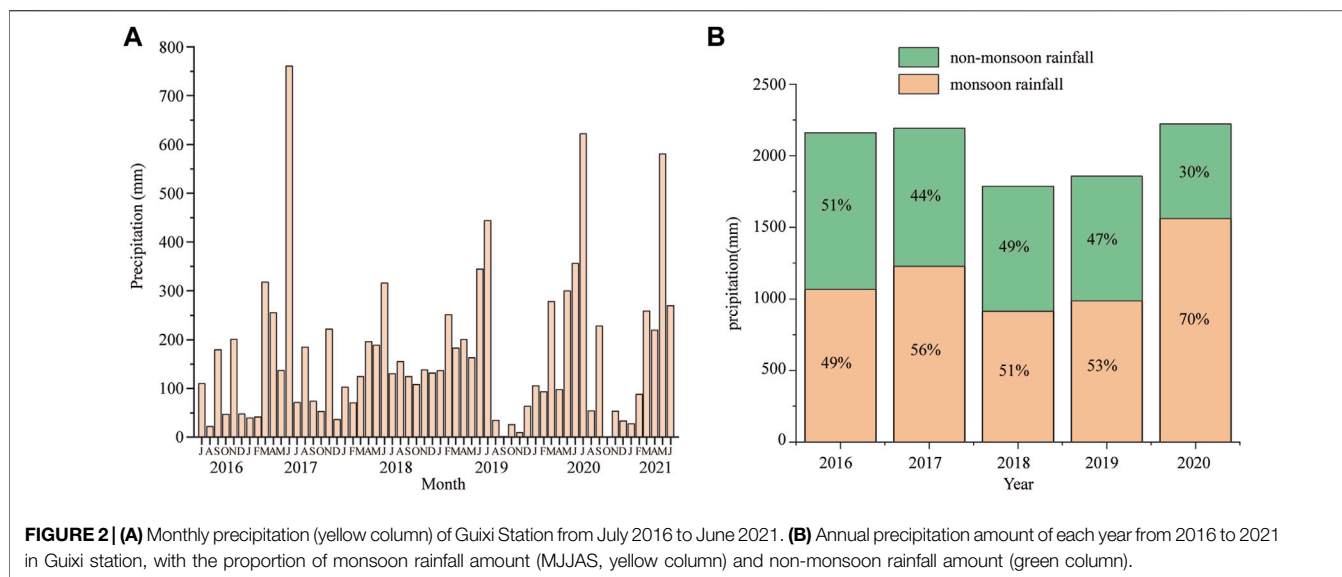 A
800
700
600
500
400
300
200
100
0
Precipitation (mm)
J A S O N D J F M A M J J A S O N D J F M A M J J A S O N D J F M A M J J A S O N D J F M A M J J A S O N D J F M A M J
2016 2017 2018 2019 2020 2021
Month
B
non-monsoon rainfall
monsoon rainfall
2500
2000
1500
1000
500
0
prcipitation(mm)
51% 44% 49% 47% 30%
49% 56% 51% 53% 70%
2016 2017 2018 2019 2020
Year
FIGURE 2 | (A) Monthly precipitation (yellow column) of Guixi Station from July 2016 to June 2021. (B) Annual precipitation amount of each year from 2016 to 2021
in Guixi station, with the proportion of monsoon rainfall amount (MJJAS, yellow column) and non-monsoon rainfall amount (green column).